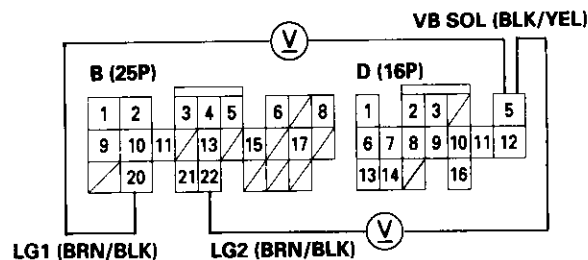 VB SOL (BLK/YEL)
V
B (25P)
D (16P)
1 2 3 4 5 6 8
9 10 11 13 15 17
20 21 22
1 2 3 5
6 7 8 9 10 11 12
13 14 16
LG1 (BRN/BLK)
LG2 (BRN/BLK)
V